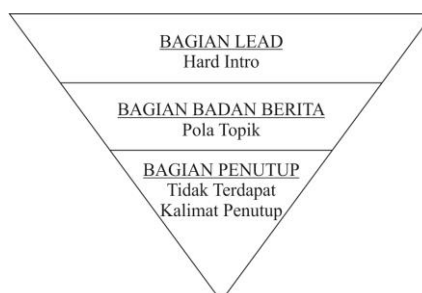 BAGIAN LEAD
Hard Intro
BAGIAN BADAN BERITA
Pola Topik
BAGIAN PENUTUP
Tidak Terdapat
Kalimat Penutup